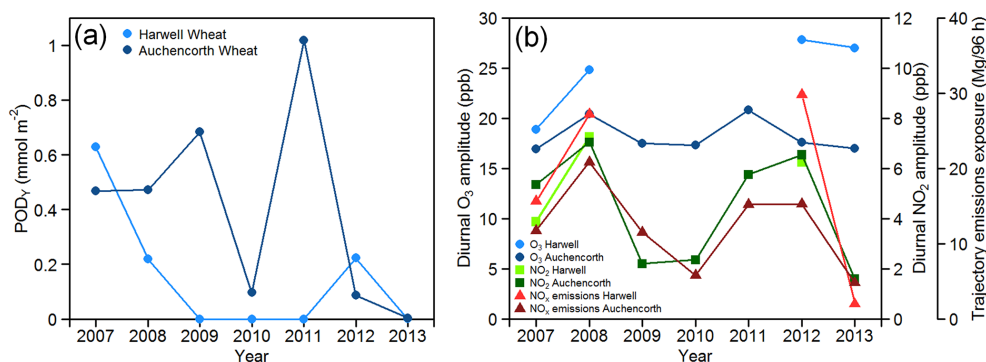 (a)
Harwell Wheat
Auchencorth Wheat
POD_Y (mmol m-2)
1
0.8
0.6
0.4
0.2
0
2007 2008 2009 2010 2011 2012 2013
Year
(b)
Diurnal O3 amplitude (ppb)
30
25
20
15
10
5
0
O3 Harwell
O3 Auchencorth
NO2 Harwell
NO2 Auchencorth
NOx emissions Harwell
NOx emissions Auchencorth
2007 2008 2009 2010 2011 2012 2013
Year
12
10
8
6
4
2
0
Diurnal NO2 amplitude (ppb)
40
30
20
10
0
Trajectory emissions exposure (Mg/96 h)